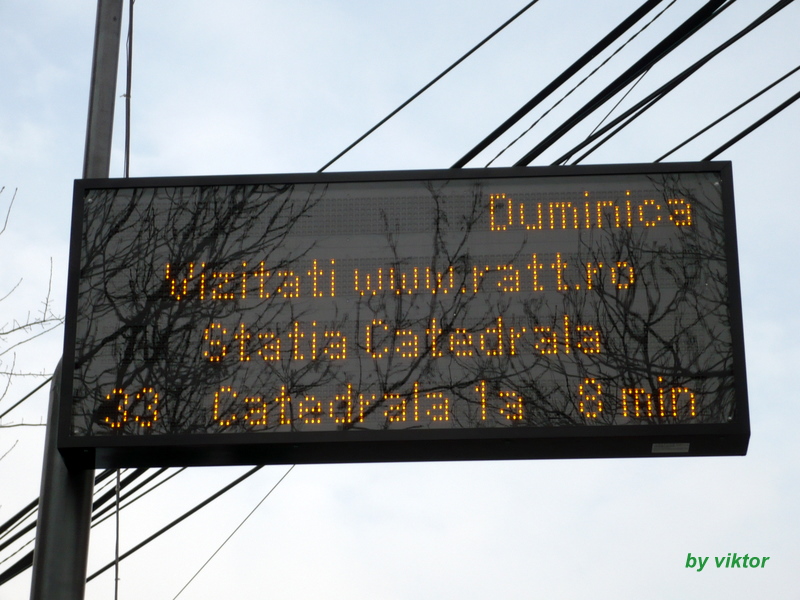 Duminica
Vizitati www.ratt.ro
Statia Catedrala
33 Catedrala 1a 8 min
by viktor